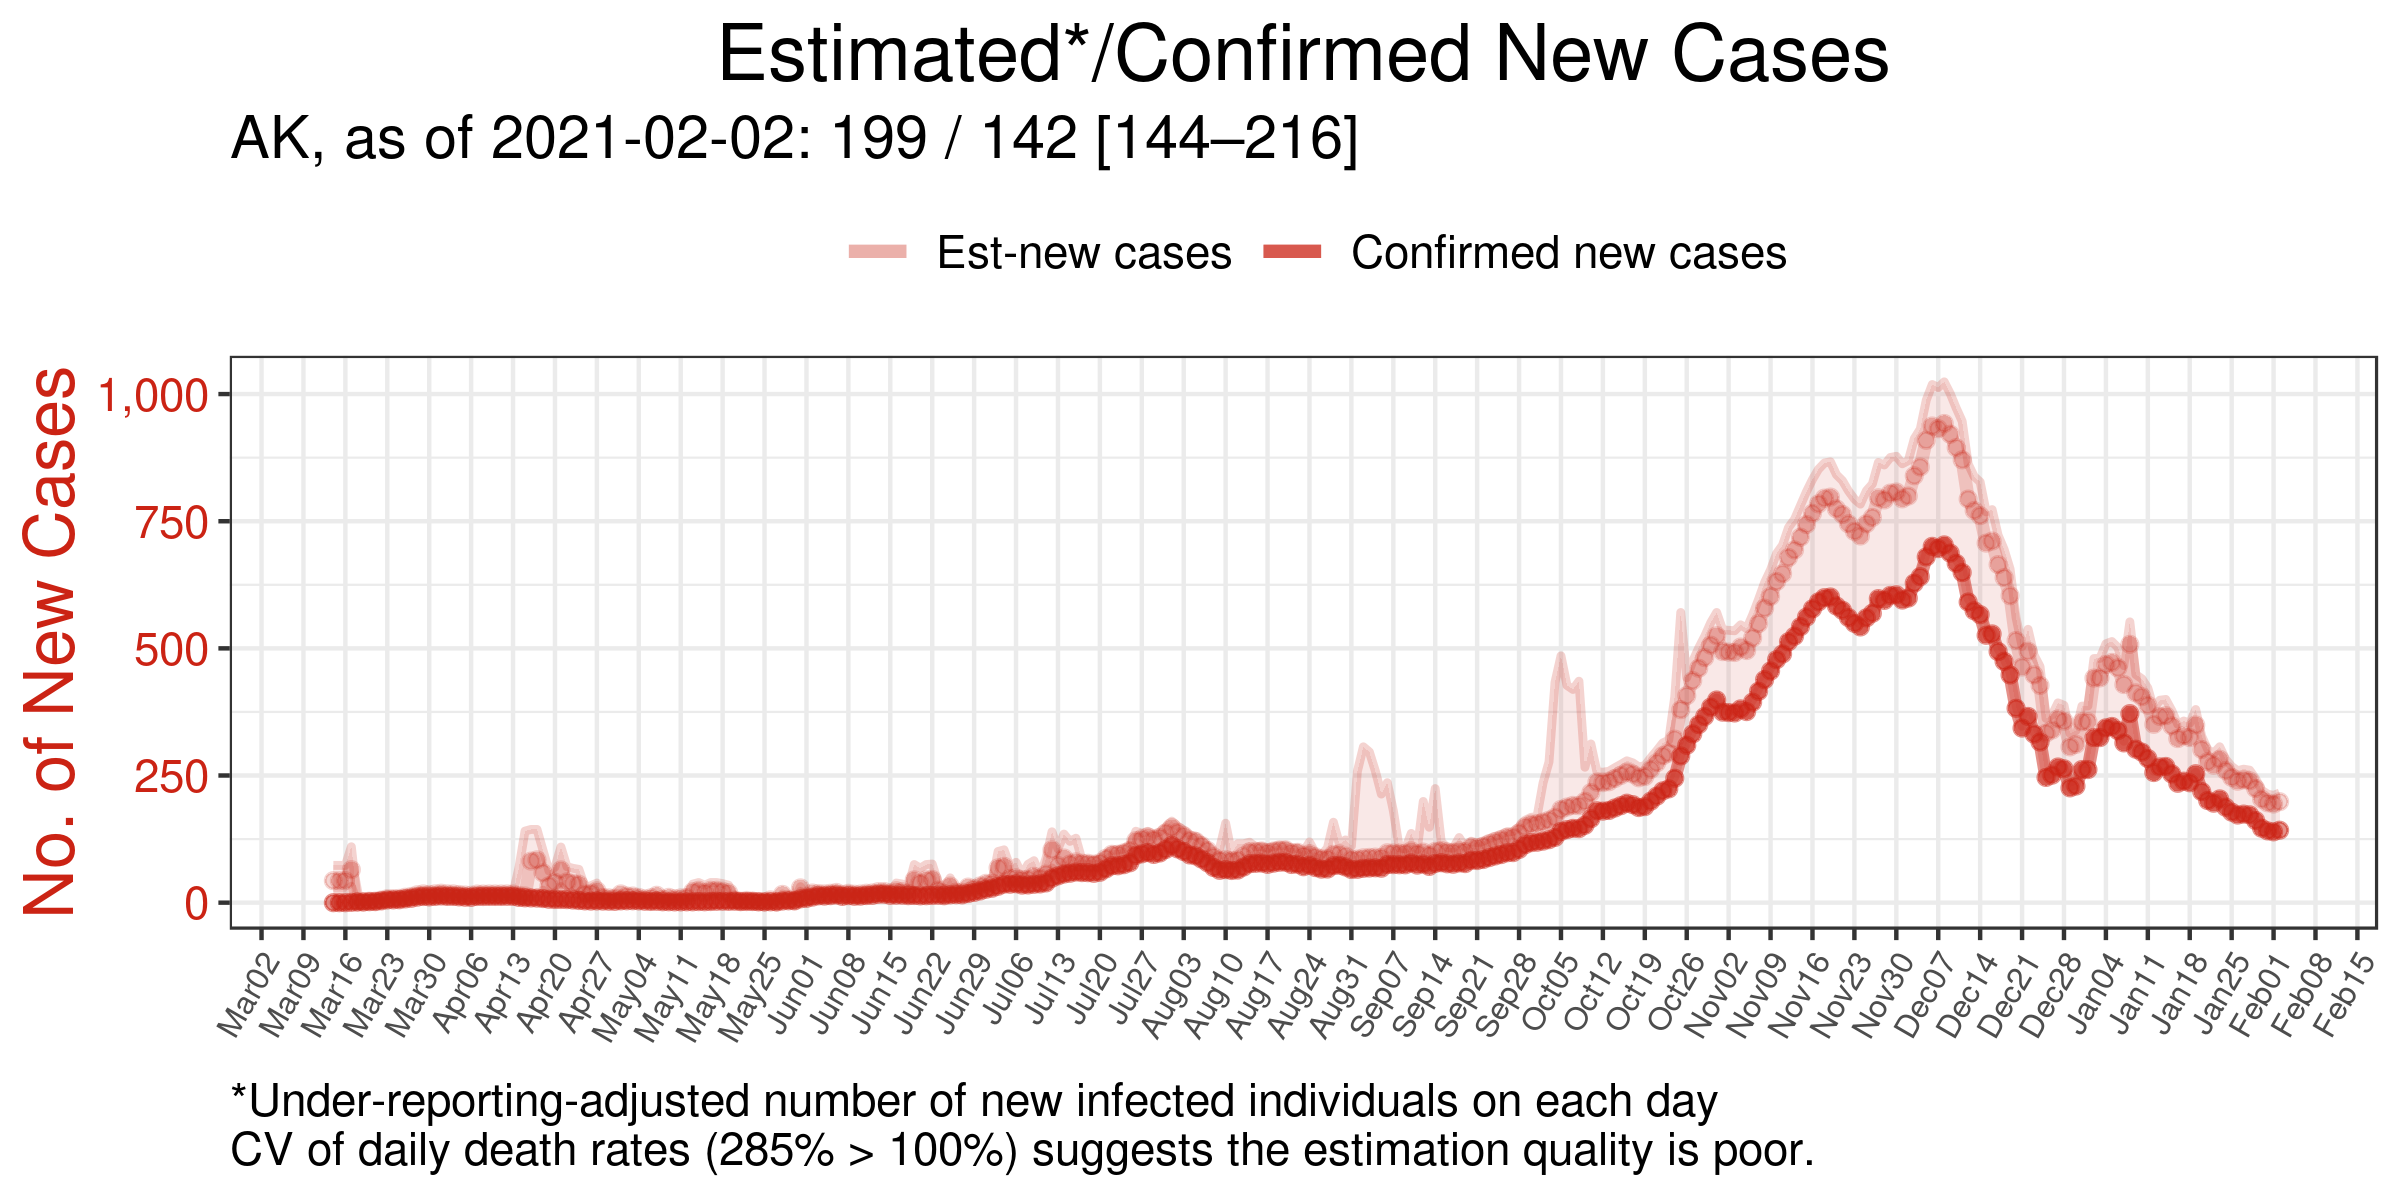 Estimated*/Confirmed New Cases
AK, as of 2021-02-02: 199 / 142 [144–216]
Est-new cases Confirmed new cases
No. of New Cases
1,000
750
500
250
0
Mar02 Mar09 Mar16 Mar23 Mar30 Apr06 Apr13 Apr20 Apr27 May04 May11 May18 May25 Jun01 Jun08 Jun15 Jun22 Jun29 Jul06 Jul13 Jul20 Jul27 Aug03 Aug10 Aug17 Aug24 Aug31 Sep07 Sep14 Sep21 Sep28 Oct05 Oct12 Oct19 Oct26 Nov02 Nov09 Nov16 Nov23 Nov30 Dec07 Dec14 Dec21 Dec28 Jan04 Jan11 Jan18 Jan25 Feb01 Feb08 Feb15
*Under-reporting-adjusted number of new infected individuals on each day
CV of daily death rates (285% > 100%) suggests the estimation quality is poor.